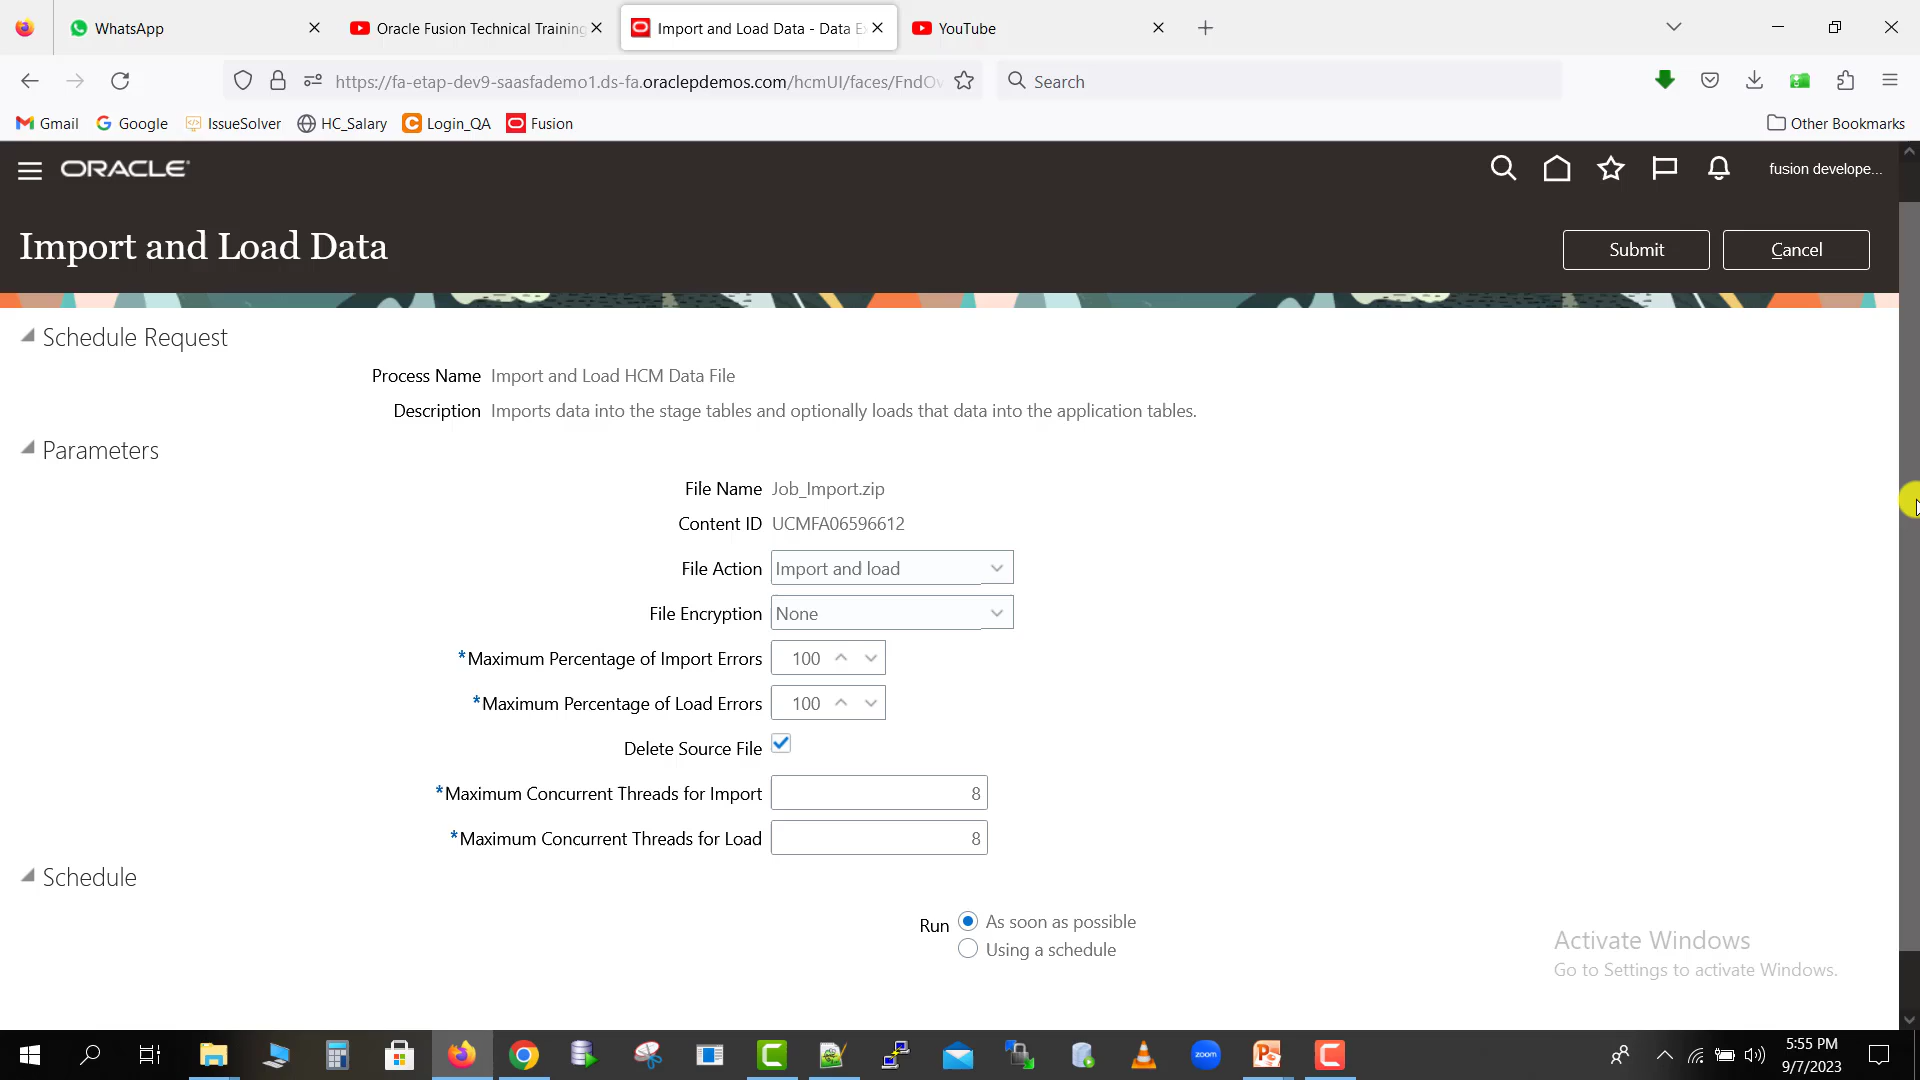 WhatsApp
Oracle Fusion Technical Training
Import and Load Data - Data E
YouTube
https://fa-etap-dev9-saasfademo1.ds-fa.oraclepdemos.com/hcmUI/faces/FndOv
Search
Gmail
Google
IssueSolver
HC_Salary
Login_QA
Fusion
Other Bookmarks
ORACLE
fusion develope...
Import and Load Data
Submit
Cancel
Schedule Request
Process Name Import and Load HCM Data File
Description Imports data into the stage tables and optionally loads that data into the application tables.
Parameters
File Name Job_Import.zip
Content ID UCMFA06596612
File Action Import and load
File Encryption None
*Maximum Percentage of Import Errors 100
*Maximum Percentage of Load Errors 100
Delete Source File
*Maximum Concurrent Threads for Import 8
*Maximum Concurrent Threads for Load 8
Schedule
Run As soon as possible
Using a schedule
Activate Windows
Go to Settings to activate Windows.
zoom
5:55 PM
9/7/2023